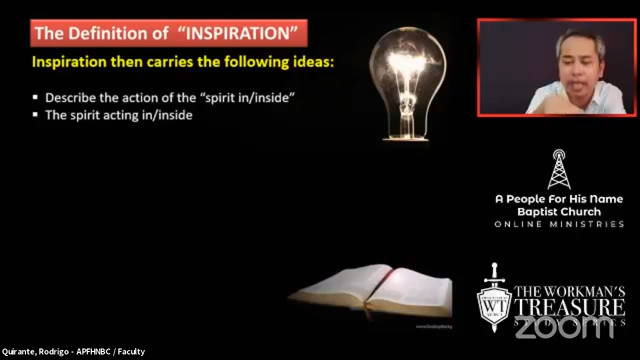 The Definition of "INSPIRATION"
Inspiration then carries the following ideas:
▪ Describe the action of the "spirit in/inside"
▪ The spirit acting in/inside
A People For His Name
Baptist Church
ONLINE MINISTRIES
THE WORKMAN'S
WT
TREASURE
zoom
Quirante, Rodrigo - APFHNBC / Faculty